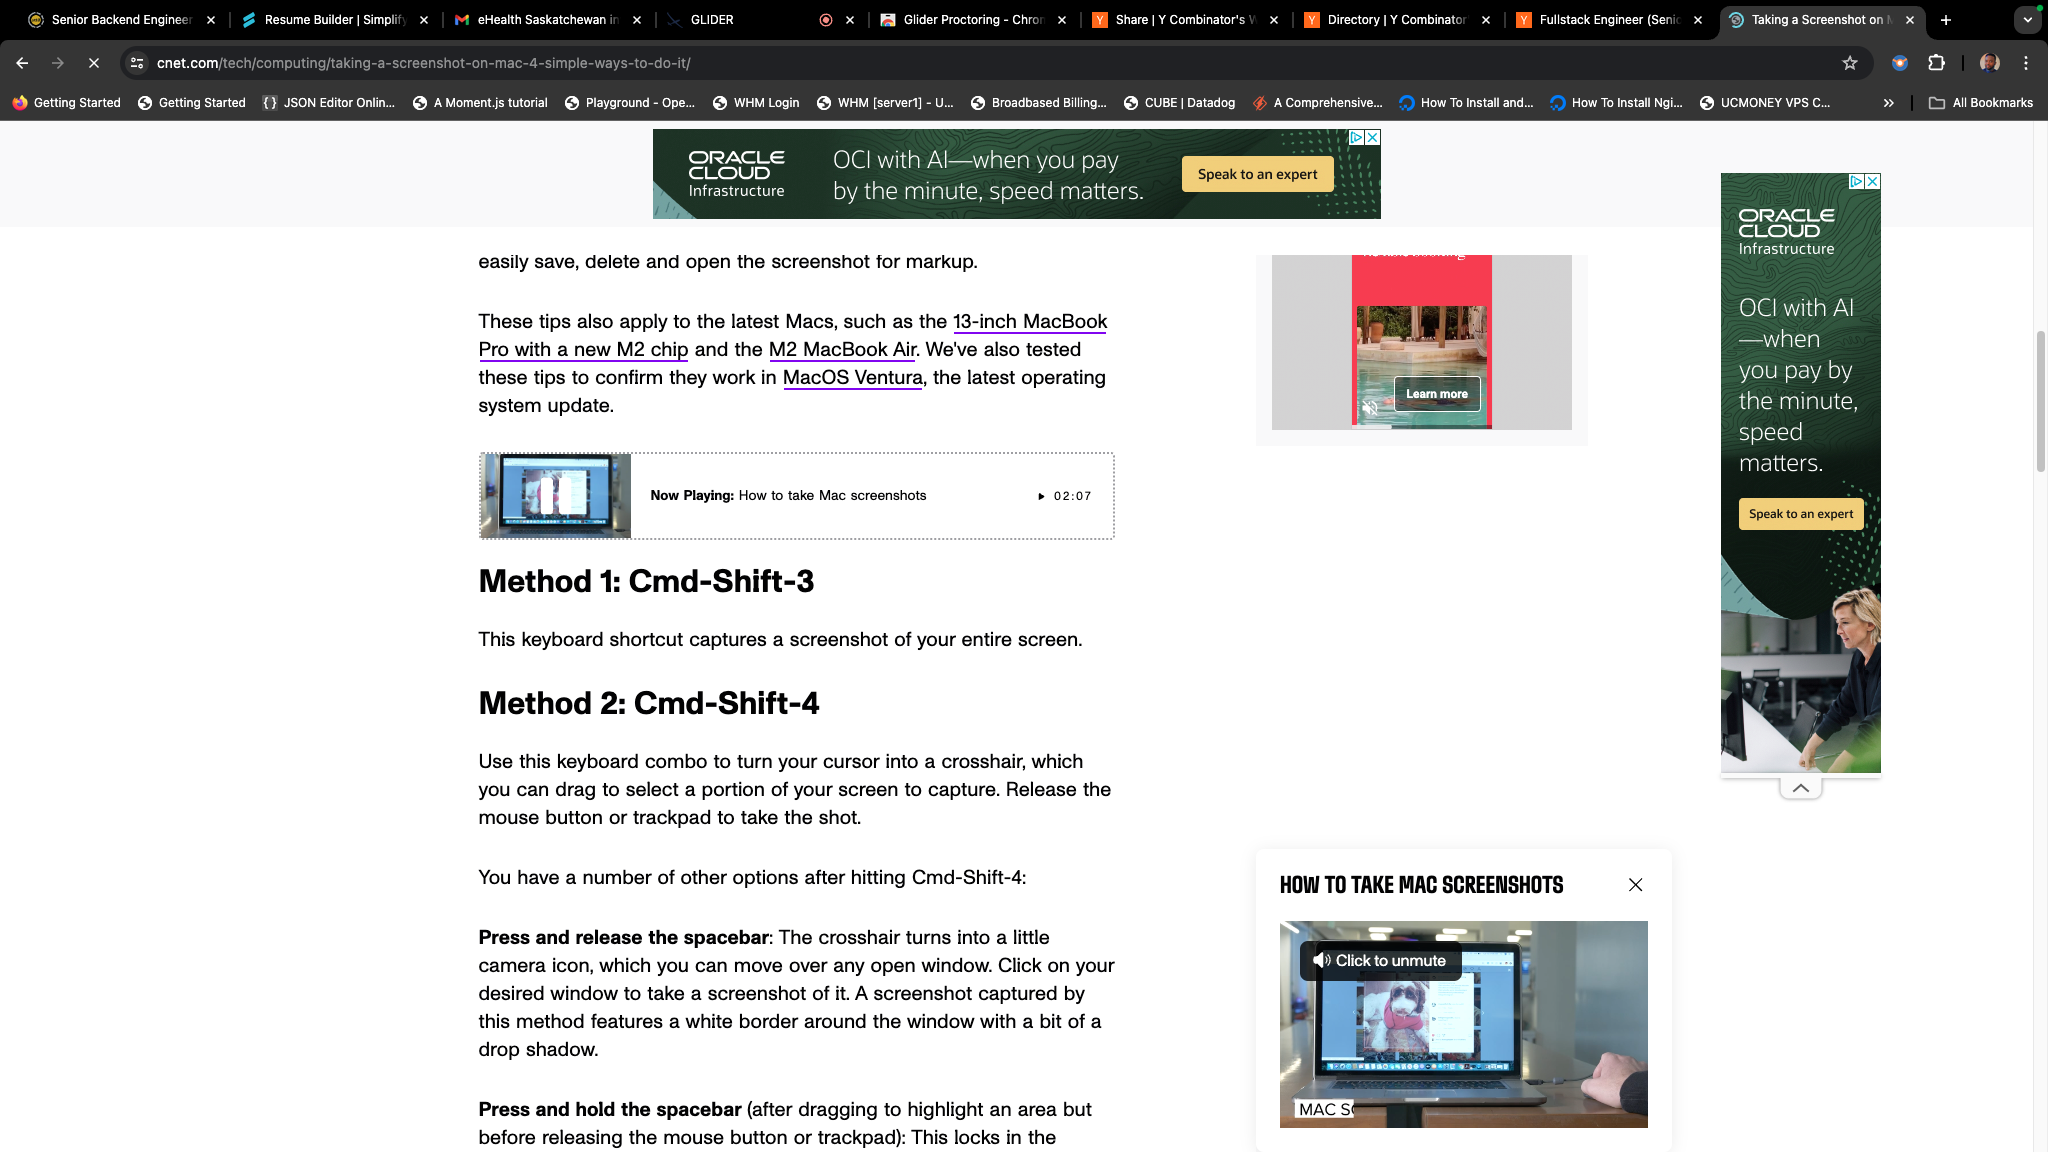 Senior Backend Engineer
Resume Builder | Simplify
eHealth Saskatchewan in
GLIDER
Glider Proctoring - Chron
Share | Y Combinator's W
Directory | Y Combinator
Fullstack Engineer (Senio
Taking a Screenshot on M
cnet.com/tech/computing/taking-a-screenshot-on-mac-4-simple-ways-to-do-it/
Getting Started
Getting Started
{} JSON Editor Onlin...
A Moment.js tutorial
Playground - Ope...
WHM Login
WHM [server1] - U...
Broadbased Billing...
CUBE | Datadog
A Comprehensive...
How To Install and...
How To Install Ngi...
UCMONEY VPS C...
All Bookmarks
ORACLE
CLOUD
Infrastructure
OCI with AI—when you pay
by the minute, speed matters.
Speak to an expert
easily save, delete and open the screenshot for markup.
These tips also apply to the latest Macs, such as the 13-inch MacBook
Pro with a new M2 chip and the M2 MacBook Air. We've also tested
these tips to confirm they work in MacOS Ventura, the latest operating
system update.
Now Playing: How to take Mac screenshots
02:07
Method 1: Cmd-Shift-3
This keyboard shortcut captures a screenshot of your entire screen.
Method 2: Cmd-Shift-4
Use this keyboard combo to turn your cursor into a crosshair, which
you can drag to select a portion of your screen to capture. Release the
mouse button or trackpad to take the shot.
You have a number of other options after hitting Cmd-Shift-4:
Press and release the spacebar: The crosshair turns into a little
camera icon, which you can move over any open window. Click on your
desired window to take a screenshot of it. A screenshot captured by
this method features a white border around the window with a bit of a
drop shadow.
Press and hold the spacebar (after dragging to highlight an area but
before releasing the mouse button or trackpad): This locks in the
Learn more
ORACLE
CLOUD
Infrastructure
OCI with AI
—when
you pay by
the minute,
speed
matters.
Speak to an expert
HOW TO TAKE MAC SCREENSHOTS
Click to unmute
MAC SC